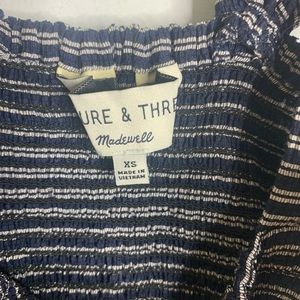 URE & THRE
Madewell
XS
MADE IN
VIETNAM